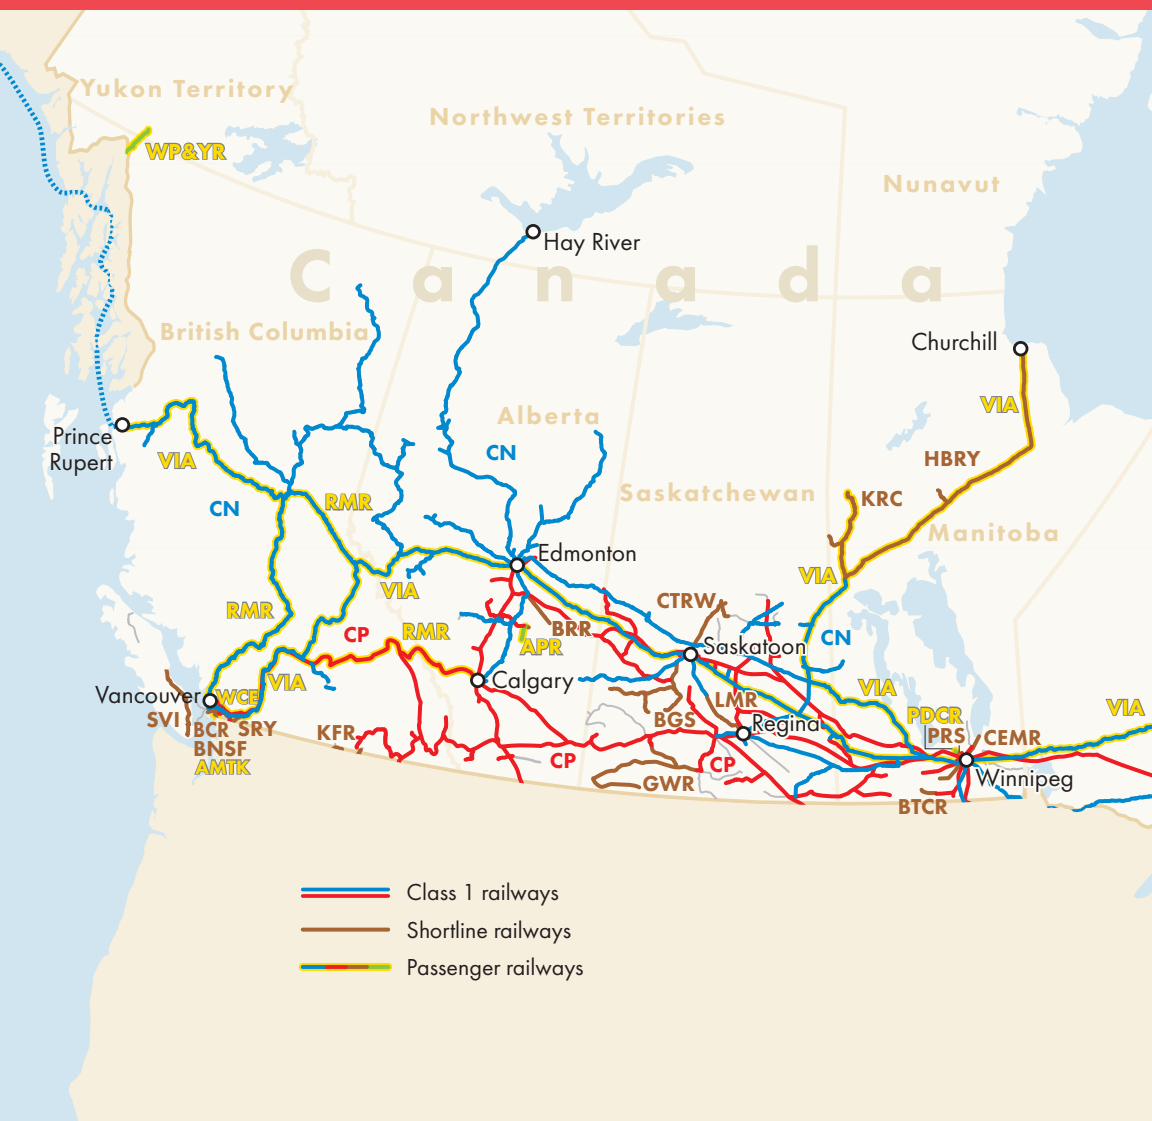 Yukon Territory
Northwest Territories
WP&YR
Nunavut
Hay River
Canada
British Columbia
Churchill
VIA
Alberta
Prince
Rupert
VIA
CN
HBRY
Saskatchewan
KRC
RMR
CN
Manitoba
Edmonton
VIA
VIA
CTRW
RMR
CP
RMR
BRR
CN
APR
Saskatoon
Calgary
VIA
VIA
Vancouver
WCE
LMR
VIA
SVI
BCR
SRY
BGS
Regina
PDCR
PRS
CEMR
KFR
BNSF
AMTK
CP
CP
GWR
Winnipeg
BTCR
Class 1 railways
Shortline railways
Passenger railways